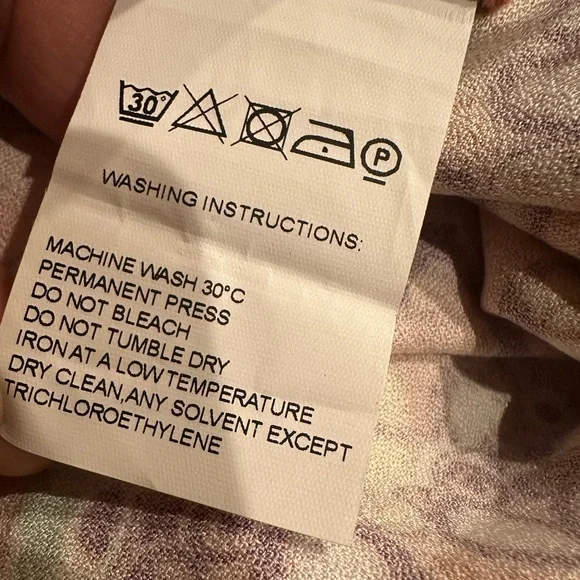 30°
P
WASHING INSTRUCTIONS:
MACHINE WASH 30°C
PERMANENT PRESS
DO NOT BLEACH
DO NOT TUMBLE DRY
IRON AT A LOW TEMPERATURE
DRY CLEAN,ANY SOLVENT EXCEPT
TRICHLOROETHYLENE